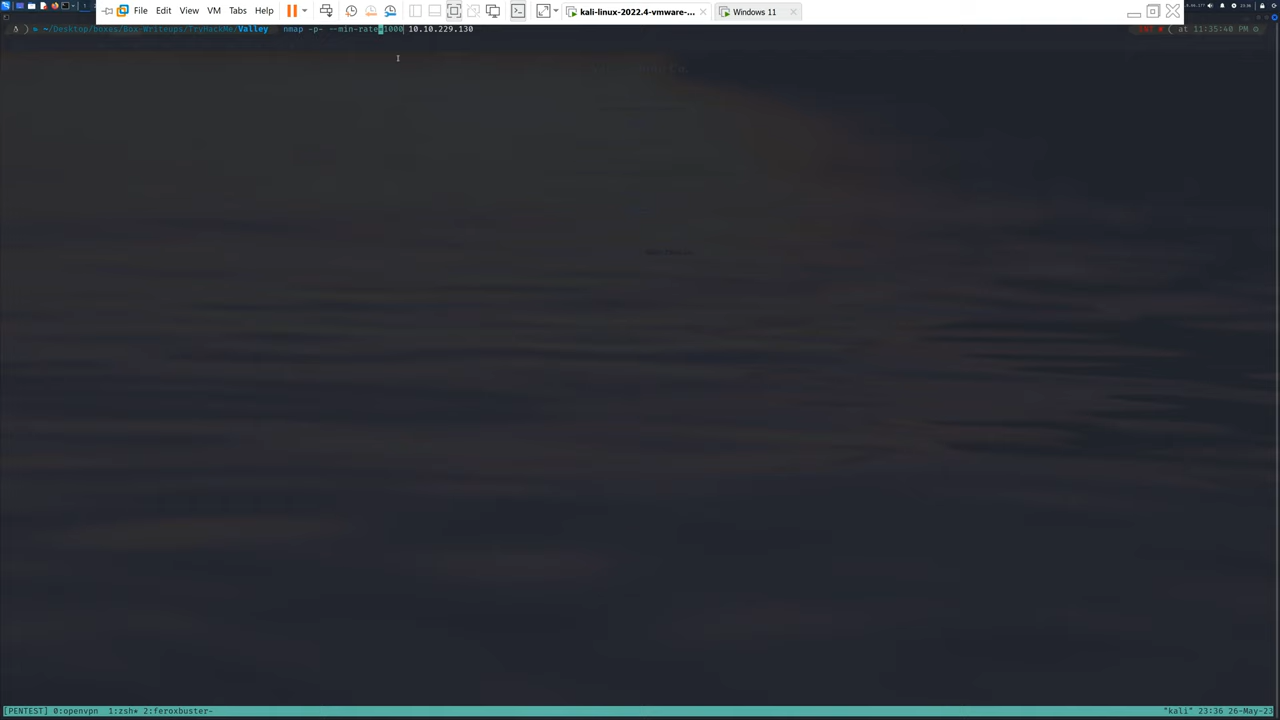 File Edit View VM Tabs Help
kali-linux-2022.4-vmware-...
Windows 11
~/Desktop/boxes/Box-Writeups/TryHackMe/Valley nmap -p- --min-rate=1000 10.10.229.130
at 11:35:40 PM
[PENTEST] 0:openvpn 1:zsh* 2:feroxbuster-
"kali" 23:36 26-May-23